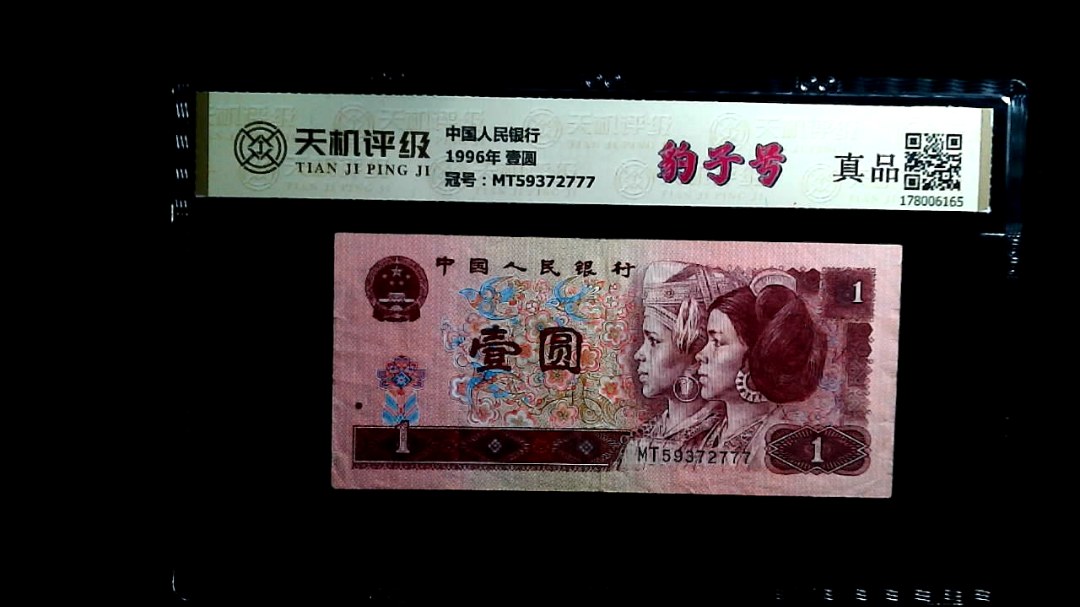 天机评级
TIAN JI PING JI
中国人民银行
1996年 壹圆
冠号：MT59372777
豹子号
真品
178006165
中国人民银行
1
壹圆
1
MT59372777
1